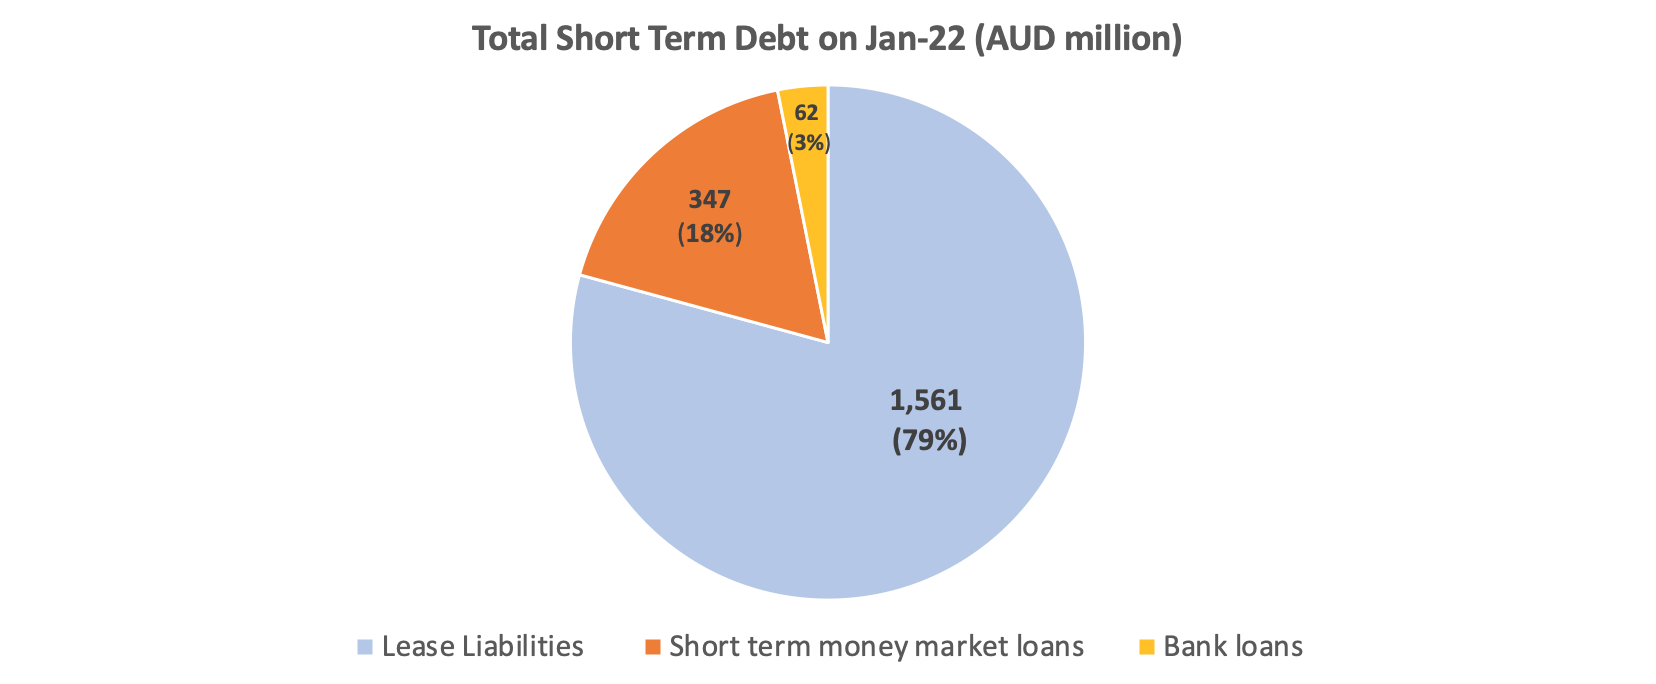 Total Short Term Debt on Jan-22 (AUD million)
62
(3%)
347
(18%)
1,561
(79%)
Lease Liabilities
Short term money market loans
Bank loans